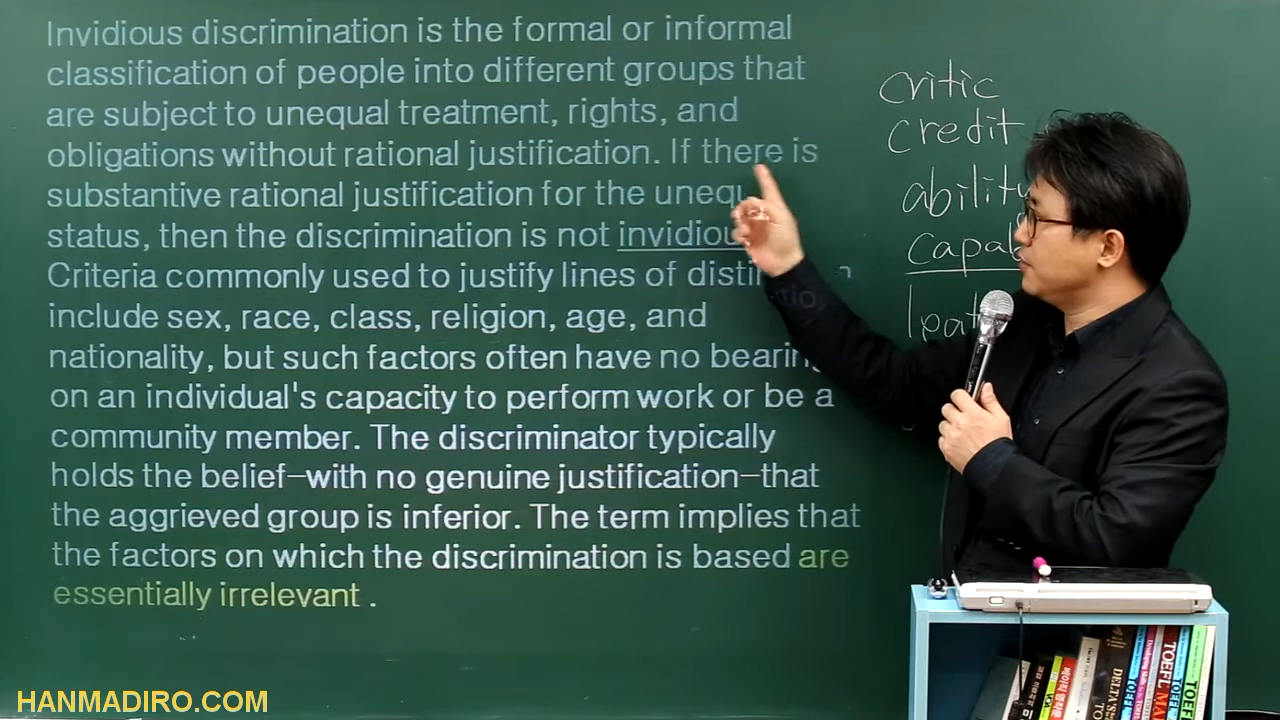 Invidious discrimination is the formal or informal
classification of people into different groups that
are subject to unequal treatment, rights, and
obligations without rational justification. If there is
substantive rational justification for the
status, then the discrimination is not
Criteria commonly used to justify lines of
include sex, race, class, religion, age, and
nationality, but such factors often have no bearing
on an individual's capacity to perform work or be a
community member. The discriminator typically
holds the belief—with no genuine justification—that
the aggrieved group is inferior. The term implies that
the factors on which the discrimination is based are
essentially irrelevant .
critic
credit
ability
HANMADIRO.COM
DELTA'S
TOEFL